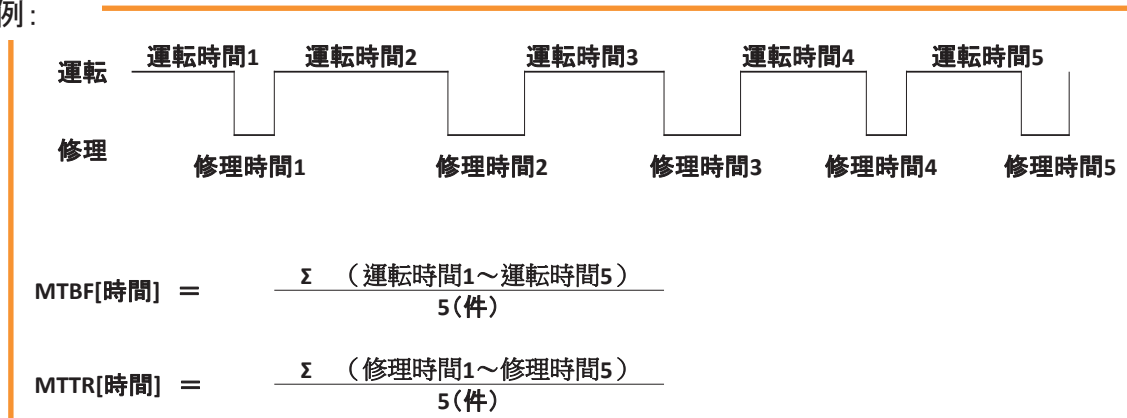 例:
運転時間1 運転時間2 運転時間3 運転時間4 運転時間5
運転
修理
修理時間1 修理時間2 修理時間3 修理時間4 修理時間5
Σ （運転時間1～運転時間5）
MTBF[時間] ＝
5（件）
Σ （修理時間1～修理時間5）
MTTR[時間] ＝
5（件）